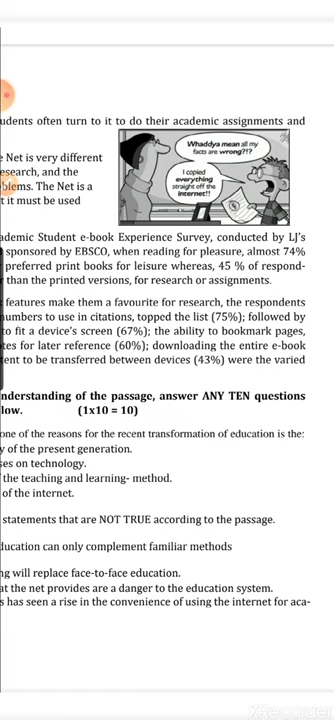 udents often turn to it to do their academic assignments and
Whaddya mean all my
facts are wrong?!?
e Net is very different
esearch, and the
blems. The Net is a
t it must be used
I copied
everything
straight off the
internet!!
ademic Student e-book Experience Survey, conducted by LJ's
sponsored by EBSCO, when reading for pleasure, almost 74%
preferred print books for leisure whereas, 45 % of respond-
than the printed versions, for research or assignments.
features make them a favourite for research, the respondents
numbers to use in citations, topped the list (75%); followed by
to fit a device's screen (67%); the ability to bookmark pages,
tes for later reference (60%); downloading the entire e-book
tent to be transferred between devices (43%) were the varied
nderstanding of the passage, answer ANY TEN questions
low. (1x10 = 10)
one of the reasons for the recent transformation of education is the:
y of the present generation.
ses on technology.
the teaching and learning- method.
of the internet.
statements that are NOT TRUE according to the passage.
ducation can only complement familiar methods
ng will replace face-to-face education.
at the net provides are a danger to the education system.
s has seen a rise in the convenience of using the internet for aca-
XRecorder